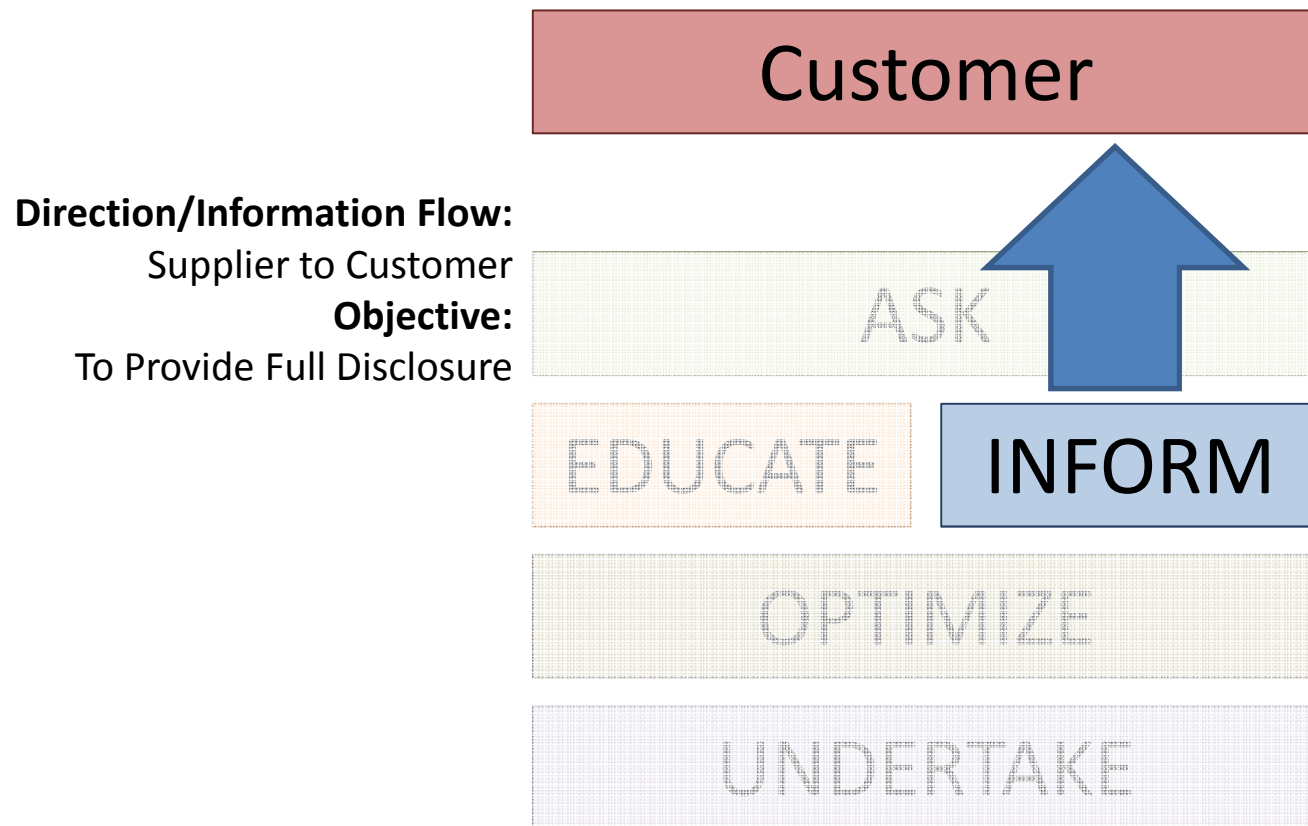 Customer
Direction/Information Flow:
Supplier to Customer
Objective:
To Provide Full Disclosure
ASK
EDUCATE
INFORM
OPTIMIZE
UNDERTAKE